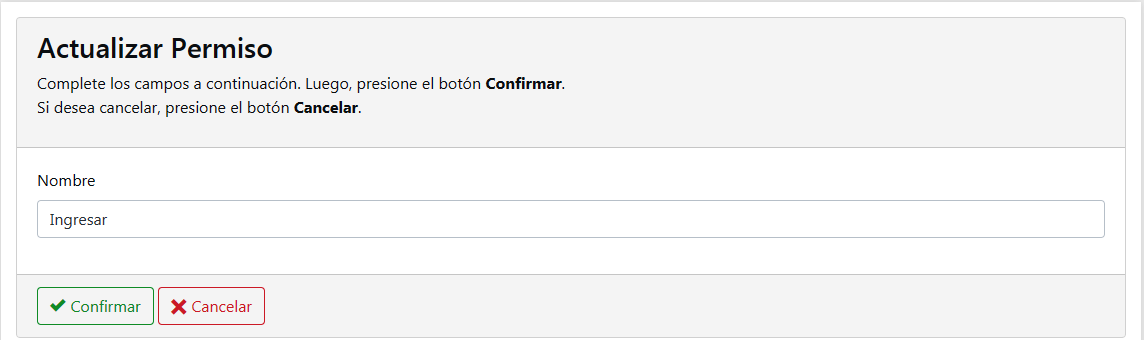 Actualizar Permiso
Complete los campos a continuación. Luego, presione el botón Confirmar.
Si desea cancelar, presione el botón Cancelar.
Nombre
Ingresar
Confirmar Cancelar